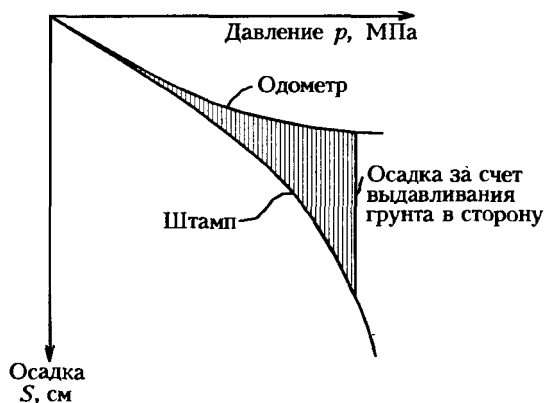 Давление p, МПа
Одометр
Осадка за счет
выдавливания
грунта в сторону
Штамп
Осадка
S, см